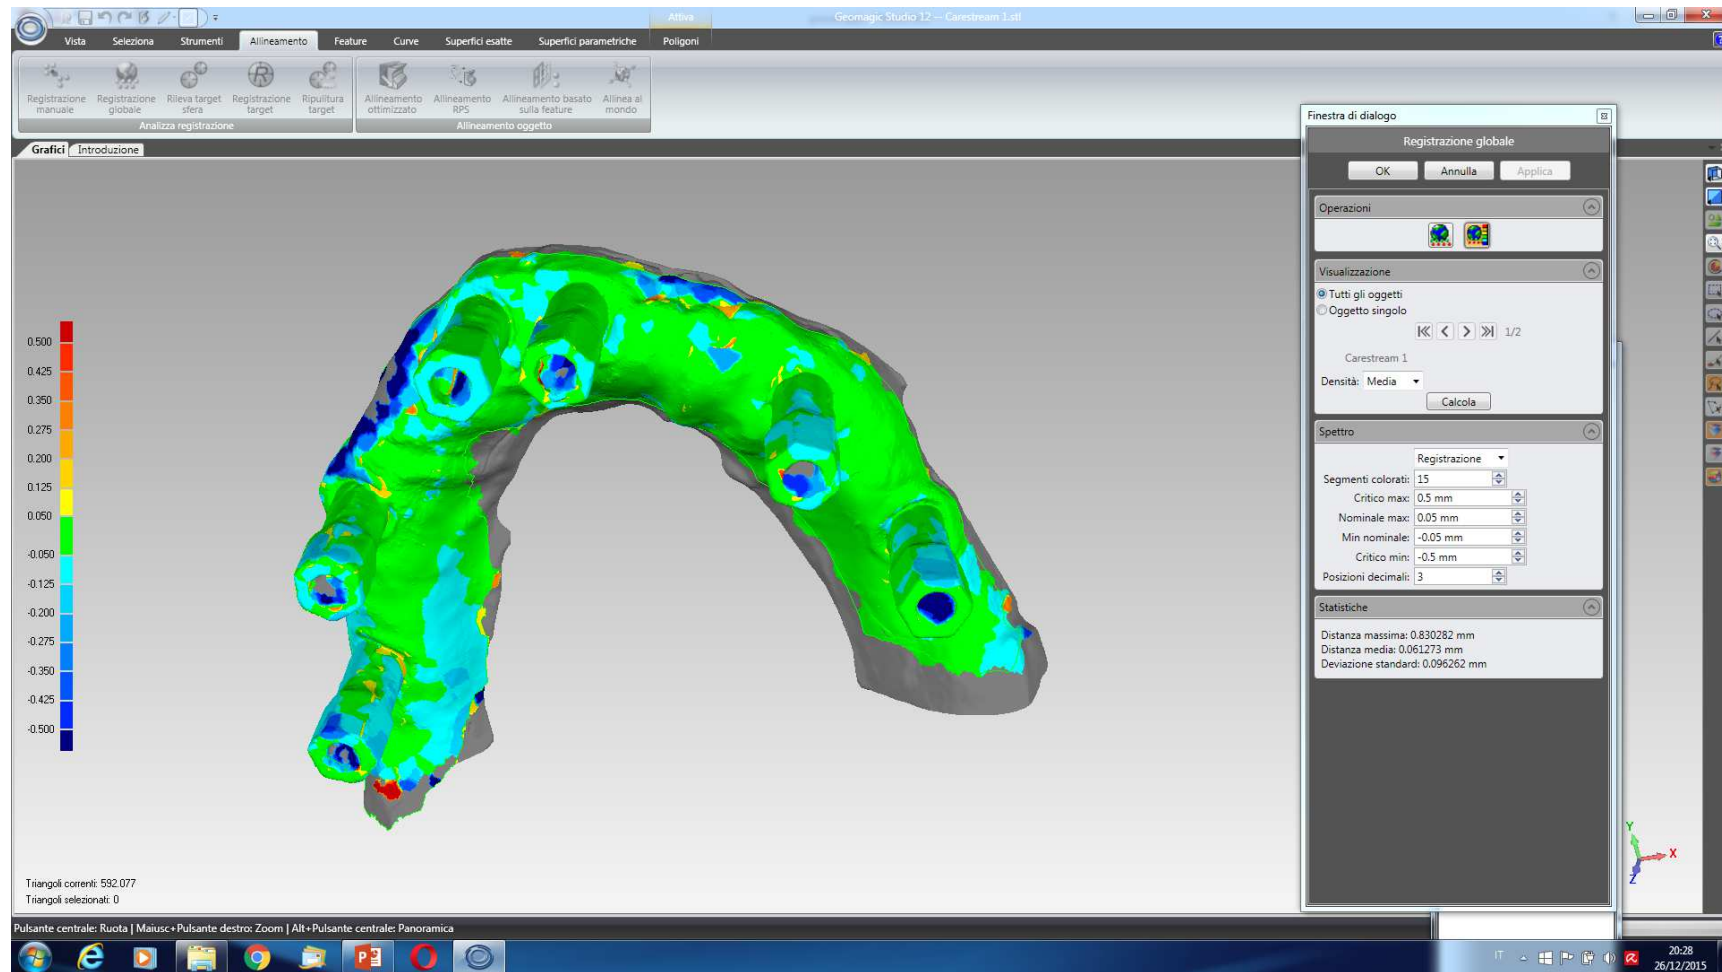 Attiva
Geomagic Studio 12 -- Carestream 1.stl
Vista Seleziona Strumenti Allineamento Feature Curve Superfici esatte Superfici parametriche Poligoni
Registrazione manuale
Registrazione globale
Rileva target sfera
Registrazione target
Ripulitura target
Allineamento ottimizzato
Allineamento RPS
Allineamento basato sulla feature
Allinea al mondo
Analizza registrazione
Allineamento oggetto
Grafici Introduzione
0.500
0.425
0.350
0.275
0.200
0.125
0.050
-0.050
-0.125
-0.200
-0.275
-0.350
-0.425
-0.500
Finestra di dialogo
Registrazione globale
OK Annulla Applica
Operazioni
Visualizzazione
Tutti gli oggetti
Oggetto singolo
1/2
Carestream 1
Densità: Media
Calcola
Spettro
Registrazione
Segmenti colorati: 15
Critico max: 0.5 mm
Nominale max: 0.05 mm
Min nominale: -0.05 mm
Critico min: -0.5 mm
Posizioni decimali: 3
Statistiche
Distanza massima: 0.830282 mm
Distanza media: 0.061273 mm
Deviazione standard: 0.096262 mm
Y
X
Z
Triangoli correnti: 592.077
Triangoli selezionati: 0
Pulsante centrale: Ruota | Maiusc+Pulsante destro: Zoom | Alt+Pulsante centrale: Panoramica
IT
20:28
26/12/2015